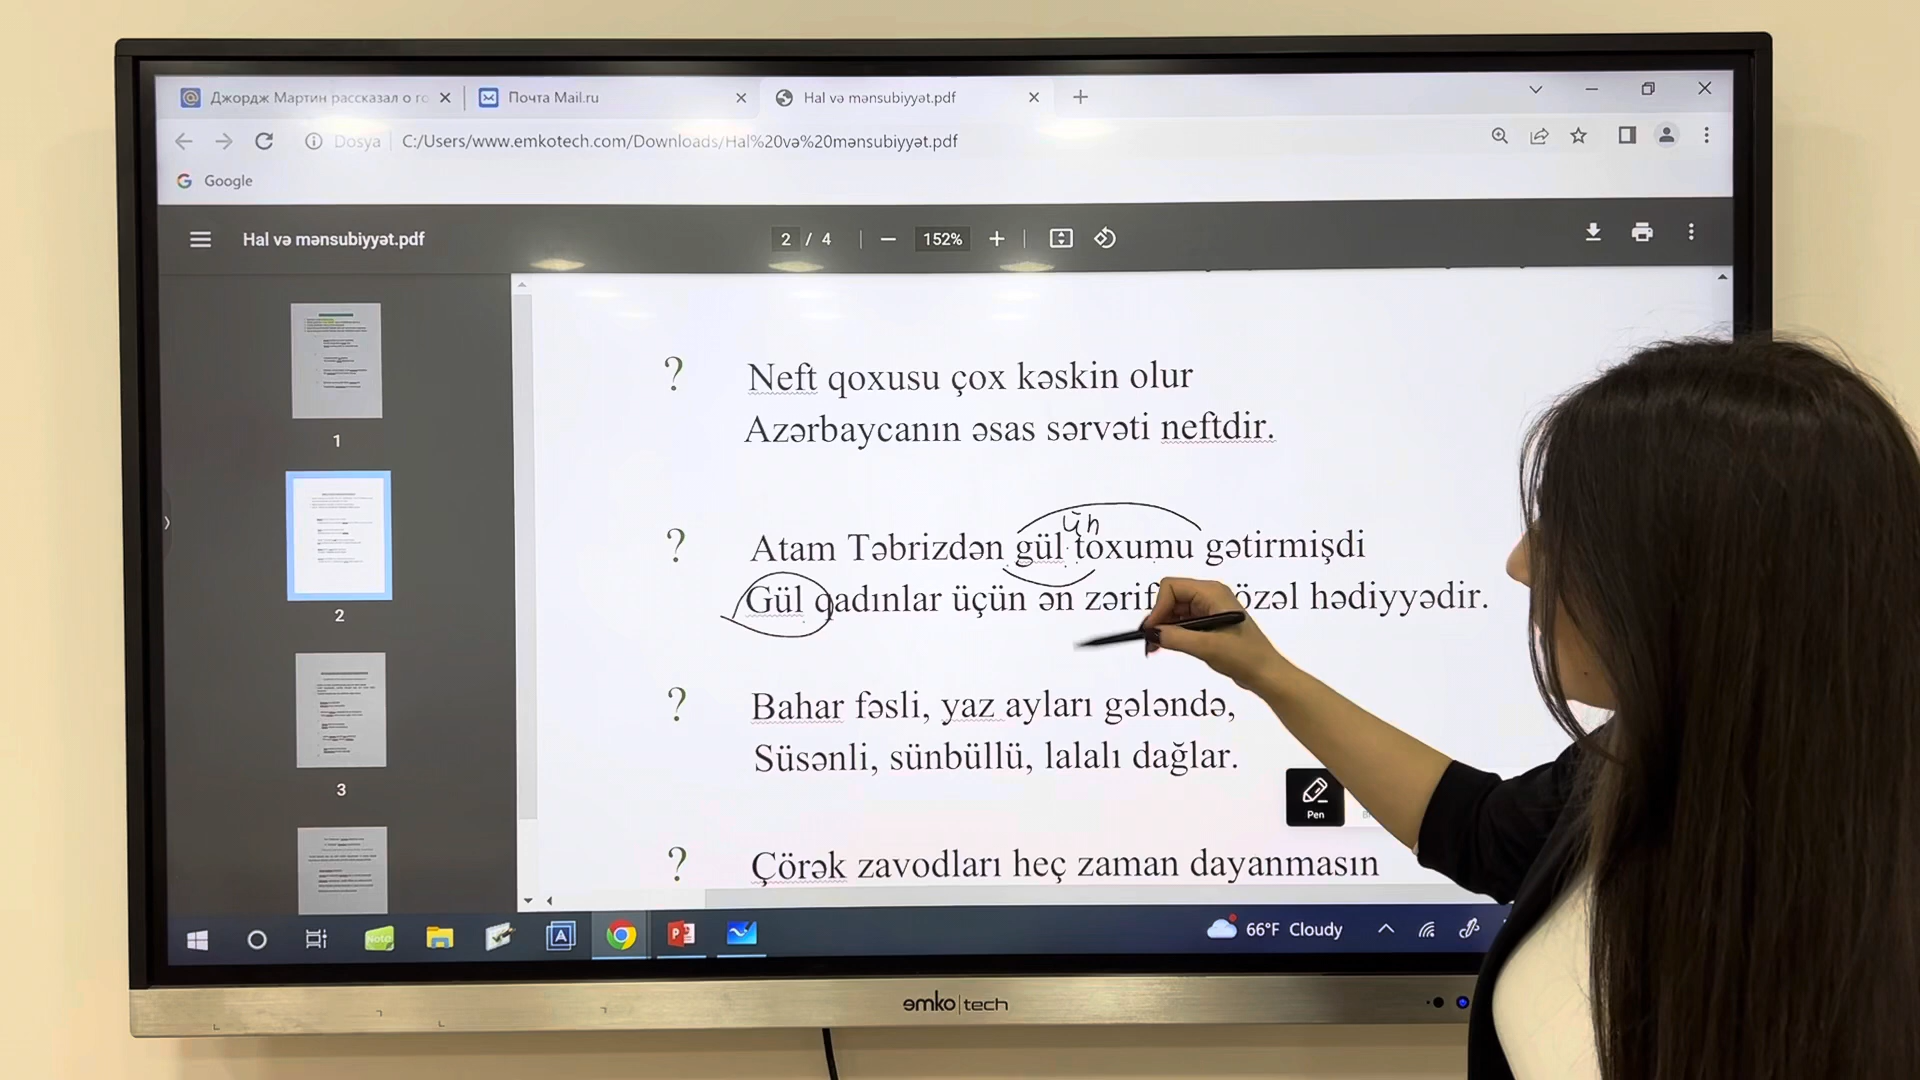 Джордж Мартин рассказал о го
Почта Mail.ru
Hal və mənsubiyyət.pdf
Dosya
C:/Users/www.emkotech.com/Downloads/Hal%20və%20mənsubiyyət.pdf
Google
Hal və mənsubiyyət.pdf
2 / 4
152%
1
2
3
? Neft qoxusu çox kəskin olur
Azərbaycanın əsas sərvəti neftdir.
ün
? Atam Təbrizdən gül toxumu gətirmişdi
Gül qadınlar üçün ən zərif özəl hədiyyədir.
? Bahar fəsli, yaz ayları gələndə,
Süsənli, sünbüllü, lalalı dağlar.
Pen
? Çörək zavodları heç zaman dayanmasın
Note
A
P
66°F Cloudy
emko|tech